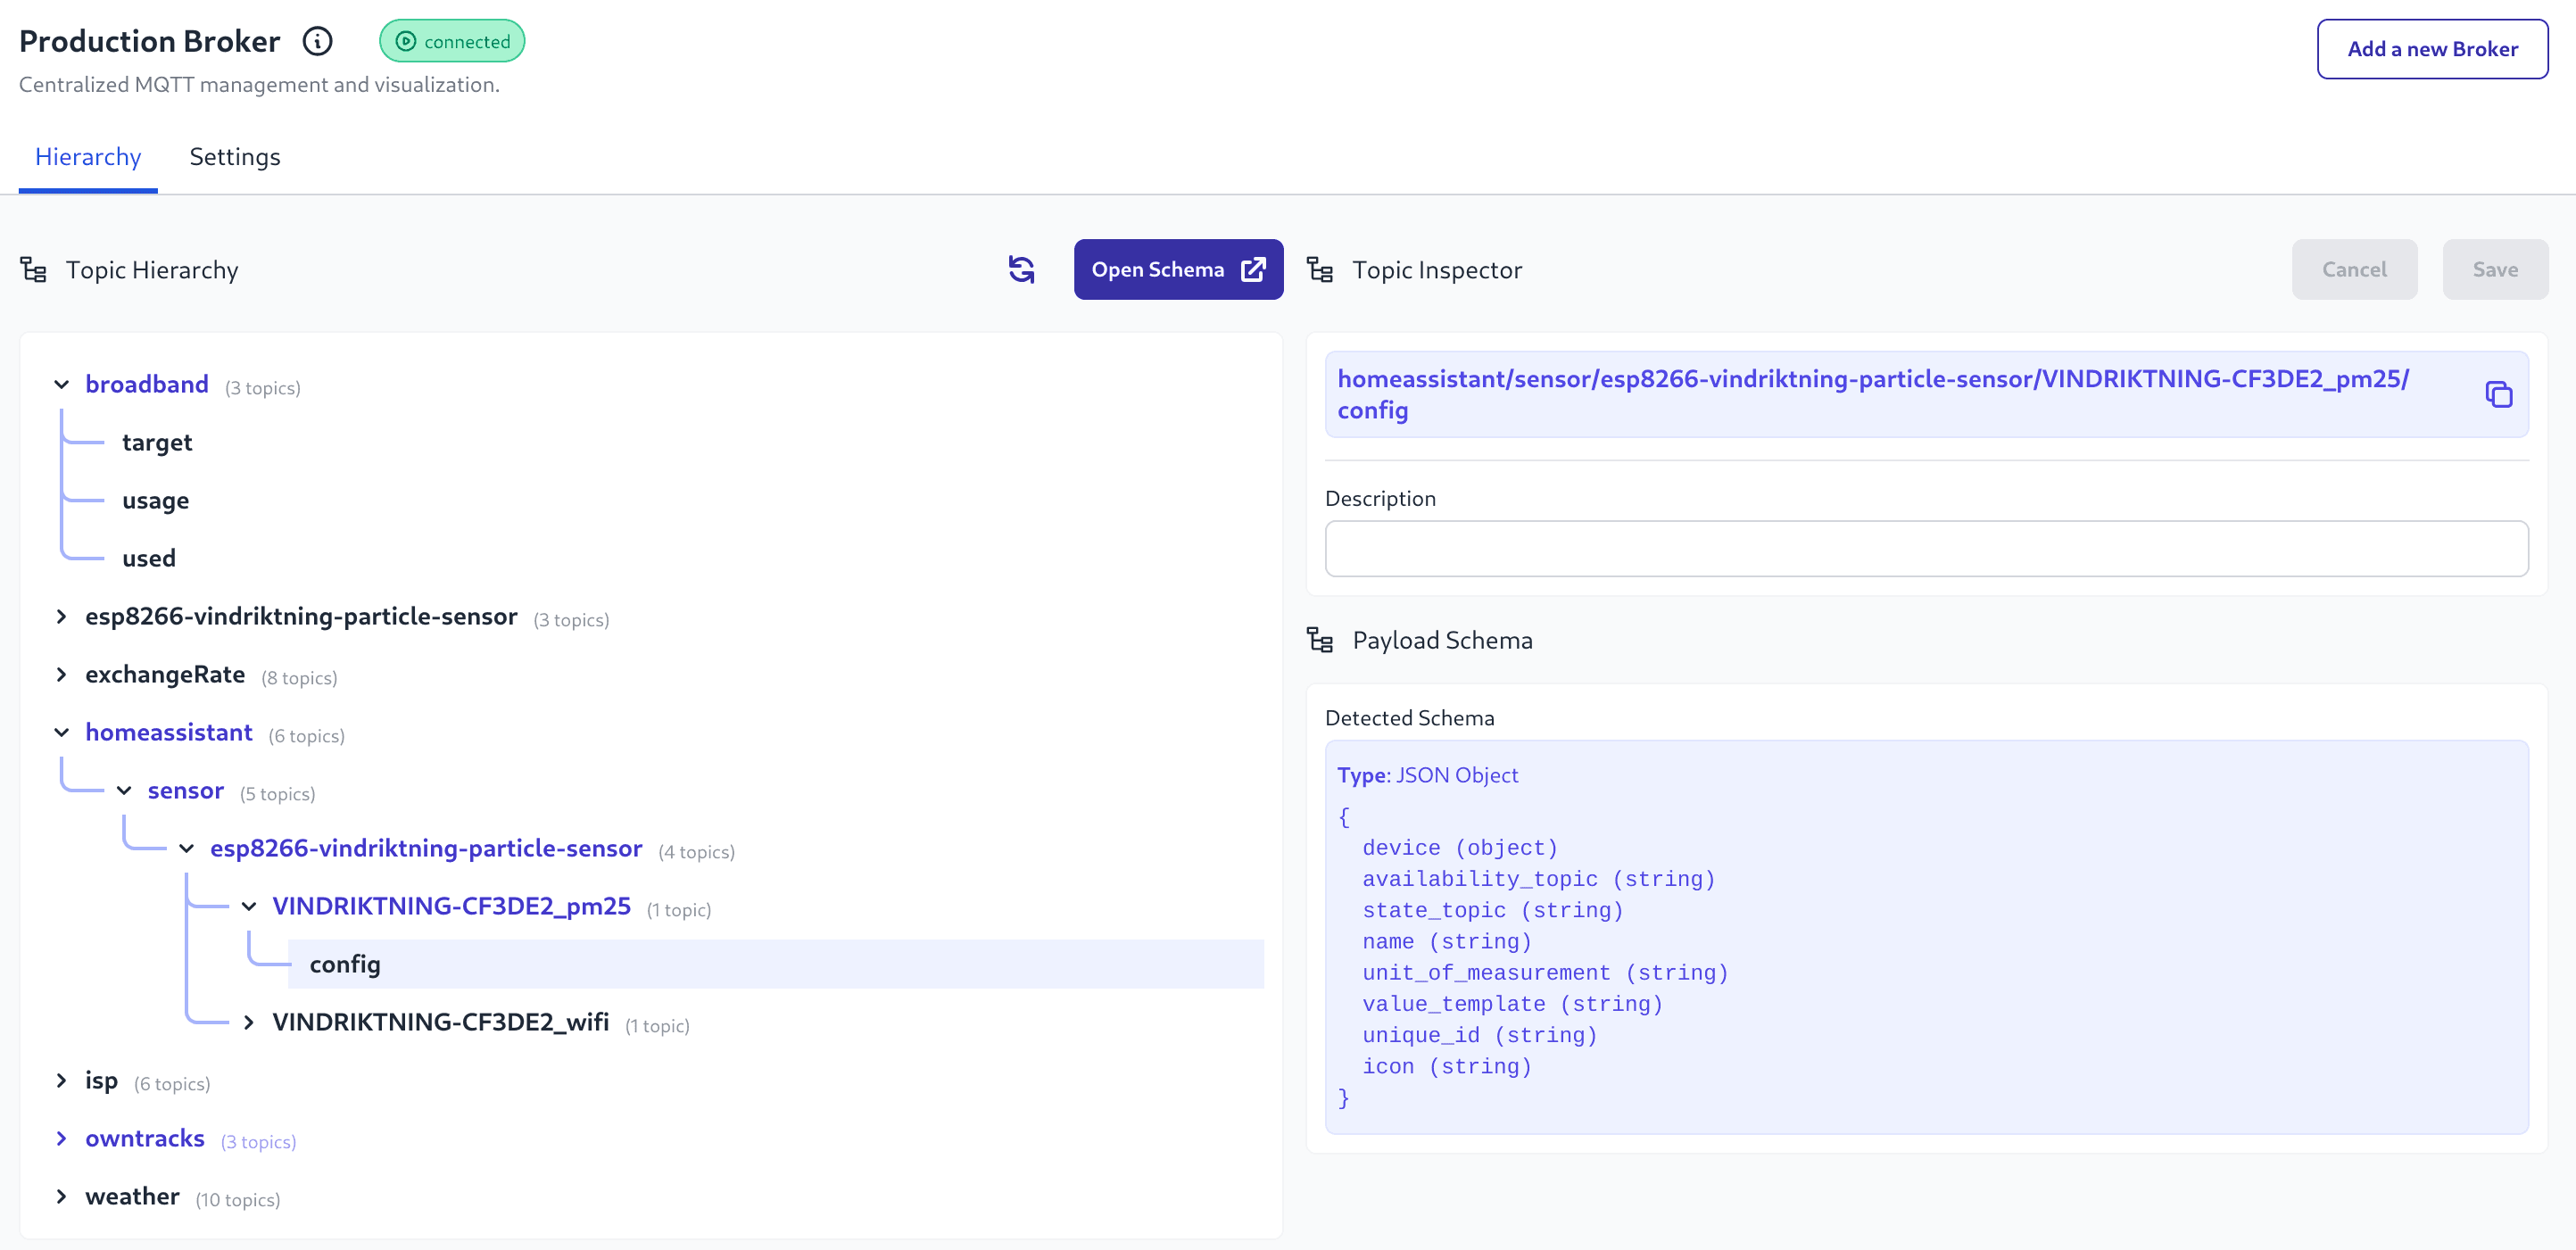 Production Broker
connected
Centralized MQTT management and visualization.
Add a new Broker
Hierarchy
Settings
Topic Hierarchy
Open Schema
broadband (3 topics)
target
usage
used
esp8266-vindriktning-particle-sensor (3 topics)
exchangeRate (8 topics)
homeassistant (6 topics)
sensor (5 topics)
esp8266-vindriktning-particle-sensor (4 topics)
VINDRIKTNING-CF3DE2_pm25 (1 topic)
config
VINDRIKTNING-CF3DE2_wifi (1 topic)
isp (6 topics)
owntracks (3 topics)
weather (10 topics)
Topic Inspector
Cancel
Save
homeassistant/sensor/esp8266-vindriktning-particle-sensor/VINDRIKTNING-CF3DE2_pm25/
config
Description
Payload Schema
Detected Schema
Type: JSON Object
{
device (object)
availability_topic (string)
state_topic (string)
name (string)
unit_of_measurement (string)
value_template (string)
unique_id (string)
icon (string)
}